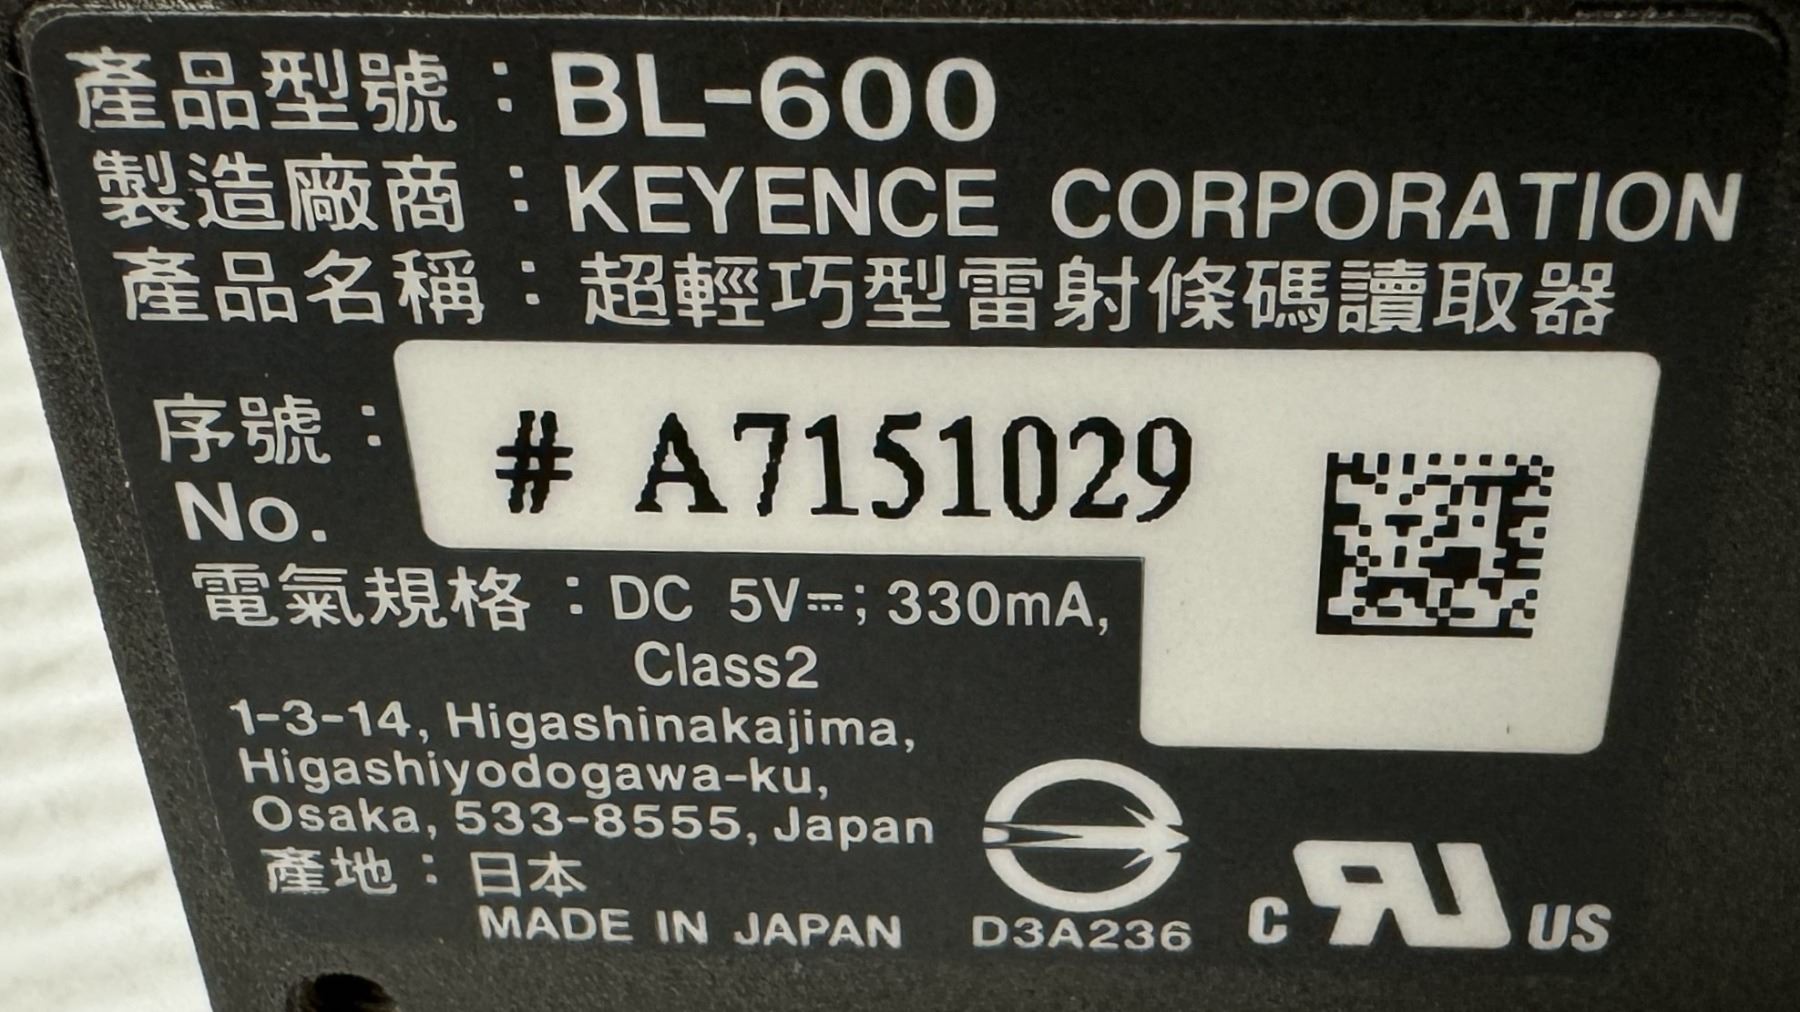 產品型號：BL-600
製造廠商：KEYENCE CORPORATION
產品名稱：超輕巧型雷射條碼讀取器
序號：
No.
# A7151029
電氣規格：DC 5V⎓; 330mA,
Class2
1-3-14, Higashinakajima,
Higashiyodogawa-ku,
Osaka, 533-8555, Japan
產地：日本
MADE IN JAPAN
D3A236
C RU US